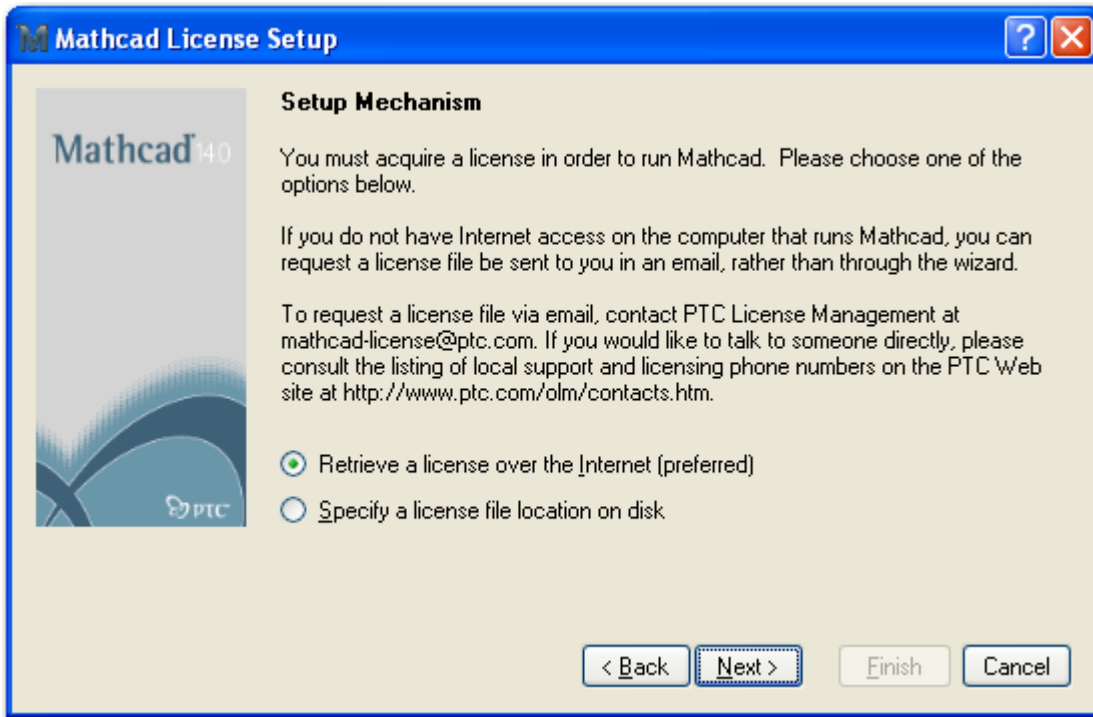 Mathcad License Setup
Setup Mechanism
Mathcad 14.0
You must acquire a license in order to run Mathcad. Please choose one of the
options below.
If you do not have Internet access on the computer that runs Mathcad, you can
request a license file be sent to you in an email, rather than through the wizard.
To request a license file via email, contact PTC License Management at
mathcad-license@ptc.com. If you would like to talk to someone directly, please
consult the listing of local support and licensing phone numbers on the PTC Web
site at http://www.ptc.com/olm/contacts.htm.
Retrieve a license over the Internet (preferred)
Specify a license file location on disk
PTC
< Back Next > Finish Cancel